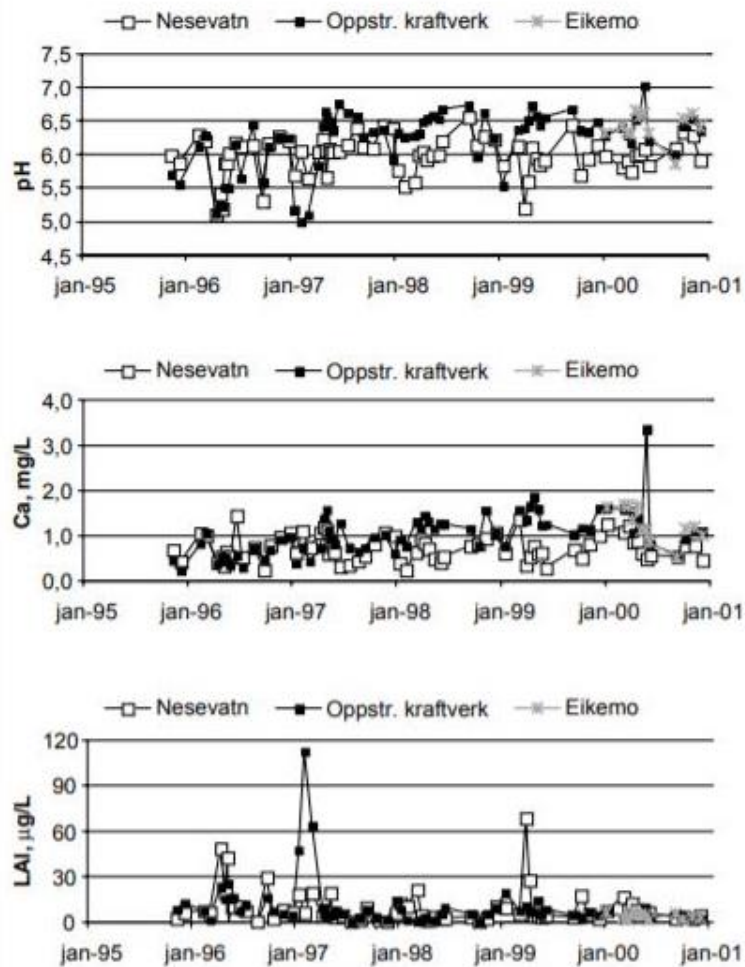 Nesevatn Oppstr. kraftverk Eikemo
7,5
7,0
6,5
6,0
5,5
5,0
4,5
pH
jan-95 jan-96 jan-97 jan-98 jan-99 jan-00 jan-01
Nesevatn Oppstr. kraftverk Eikemo
4,0
3,0
2,0
1,0
0,0
Ca, mg/L
jan-95 jan-96 jan-97 jan-98 jan-99 jan-00 jan-01
Nesevatn Oppstr. kraftverk Eikemo
120
90
60
30
0
LAl, µg/L
jan-95 jan-96 jan-97 jan-98 jan-99 jan-00 jan-01